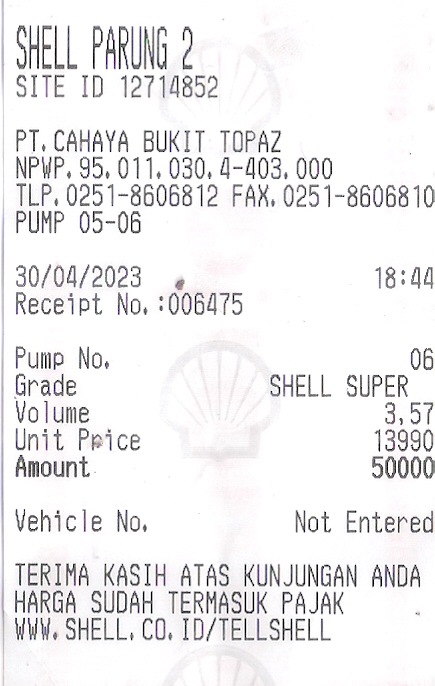 SHELL PARUNG 2
SITE ID 12714852
PT.CAHAYA BUKIT TOPAZ
NPWP.95.011.030.4-403.000
TLP.0251-8606812 FAX.0251-8606810
PUMP 05-06
30/04/2023 18:44
Receipt No.:006475
Pump No. 06
Grade SHELL SUPER
Volume 3,57
Unit Price 13990
Amount 50000
Vehicle No. Not Entered
TERIMA KASIH ATAS KUNJUNGAN ANDA
HARGA SUDAH TERMASUK PAJAK
WWW.SHELL.CO.ID/TELLSHELL